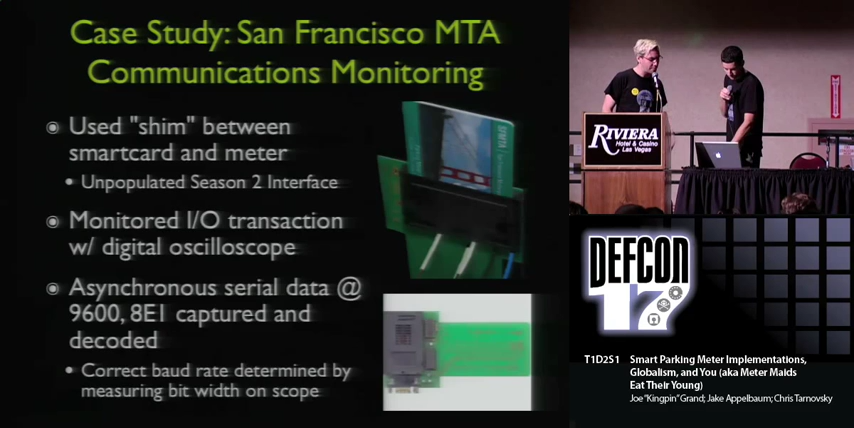 Case Study: San Francisco MTA
Communications Monitoring
Used "shim" between
smartcard and meter
Unpopulated Season 2 Interface
Monitored I/O transaction
w/ digital oscilloscope
Asynchronous serial data @
9600, 8E1 captured and
decoded
Correct baud rate determined by
measuring bit width on scope
RIVIERA
Hotel & Casino
Las Vegas
DEFCON
17
T1D2S1 Smart Parking Meter Implementations,
Globalism, and You (aka Meter Maids
Eat Their Young)
Joe "Kingpin" Grand; Jake Appelbaum; Chris Tarnovsky